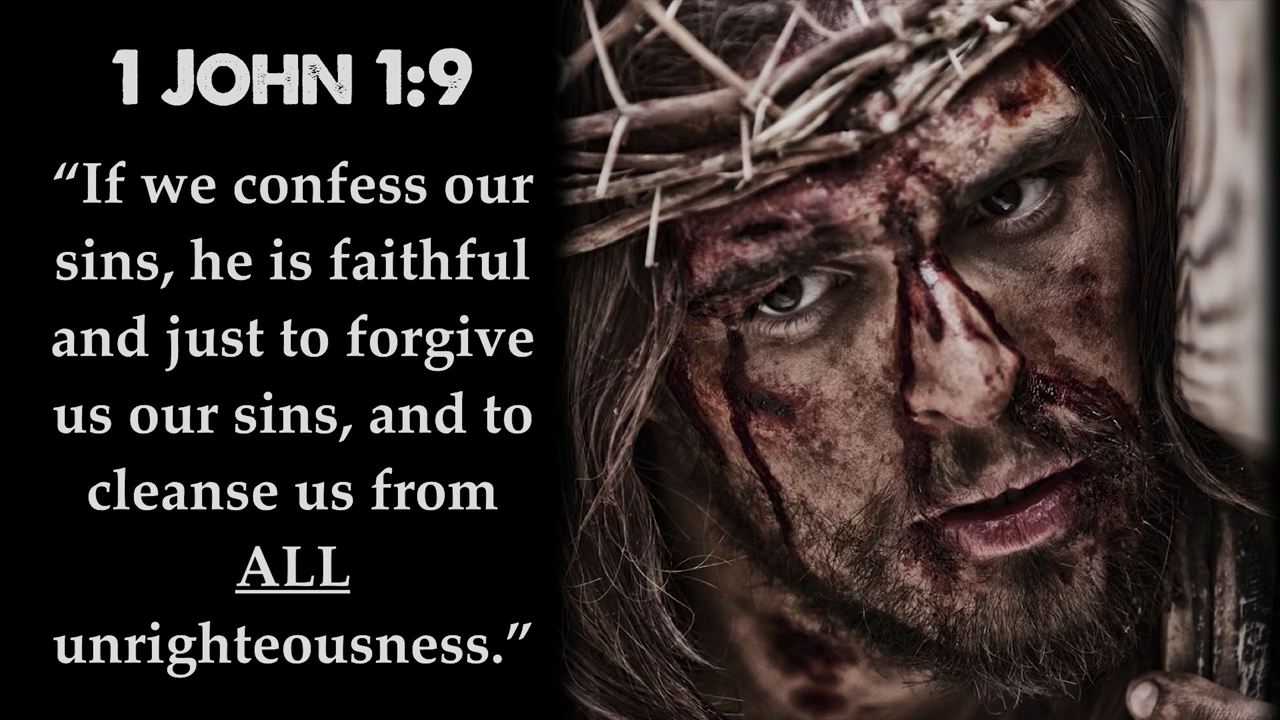 1 JOHN 1:9
“If we confess our
sins, he is faithful
and just to forgive
us our sins, and to
cleanse us from
ALL
unrighteousness.”